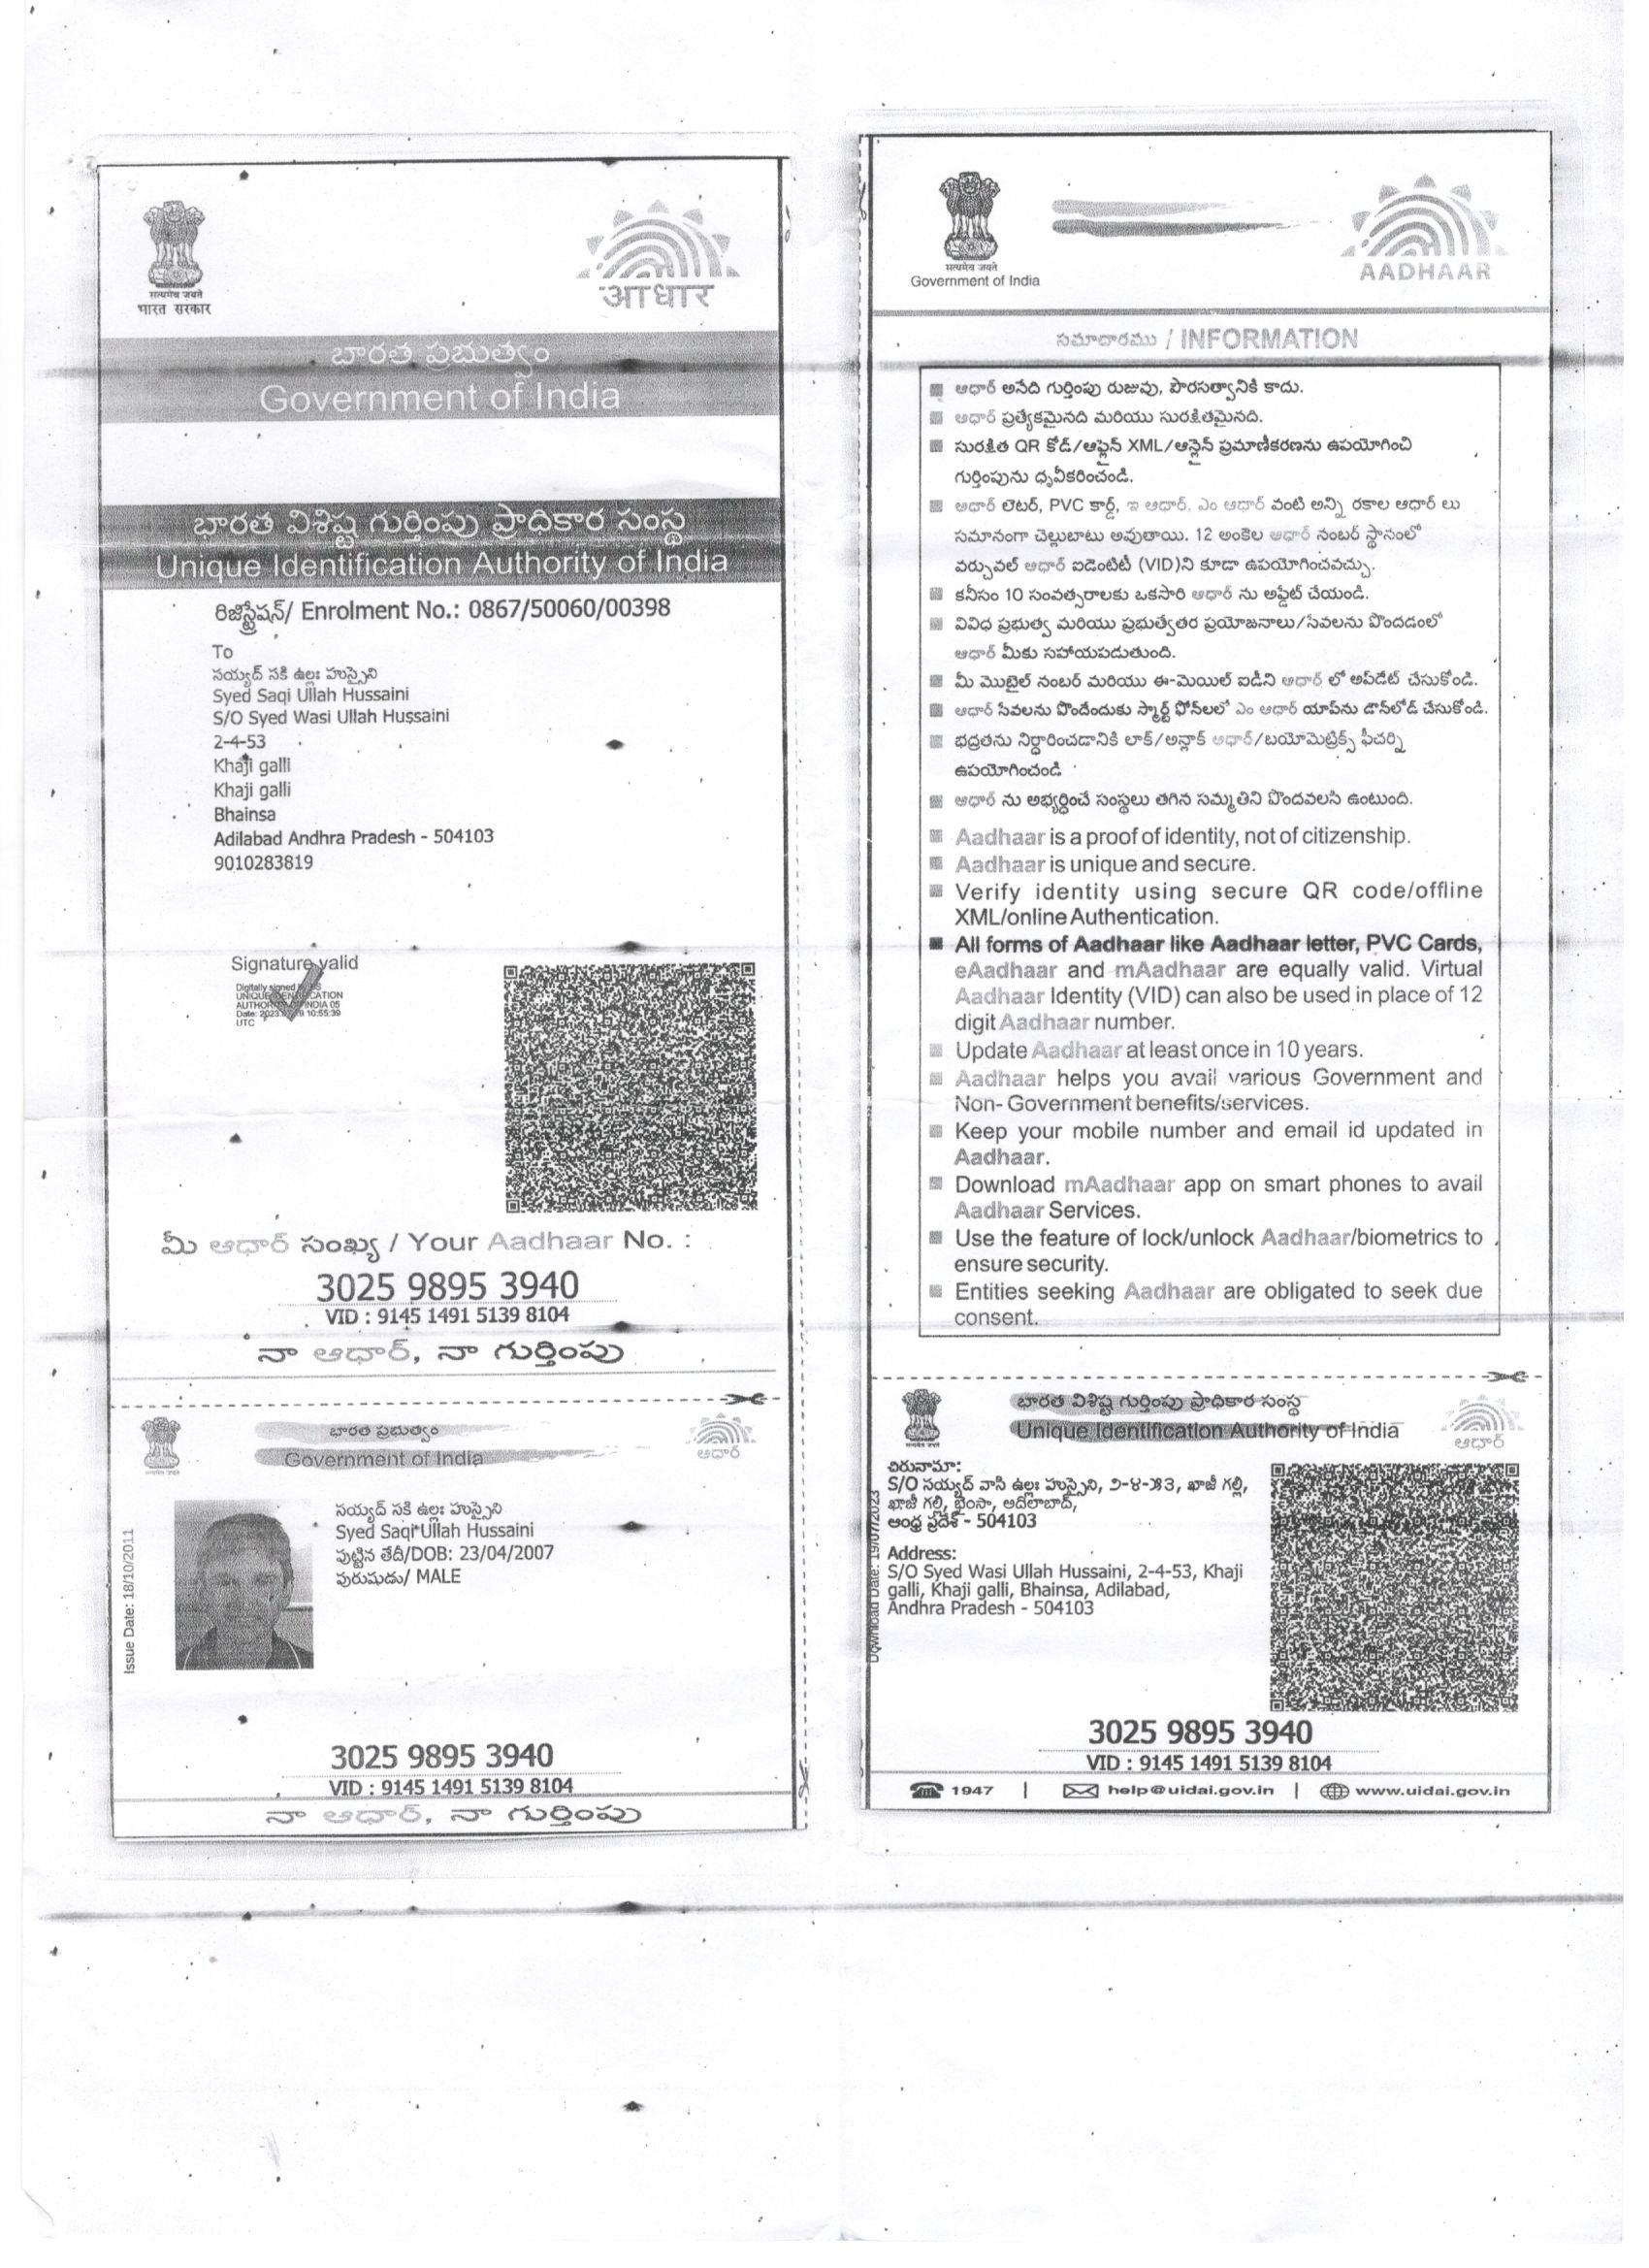 सत्यमेव जयते
भारत सरकार
आधार
భారత ప్రభుత్వం
Government of India
భారత విశిష్ట గుర్తింపు ప్రాధికార సంస్థ
Unique Identification Authority of India
రిజిస్ట్రేషన్/ Enrolment No.: 0867/50060/00398
To
సయ్యద్ సకి ఉల్లః హుస్సైని
Syed Saqi Ullah Hussaini
S/O Syed Wasi Ullah Hussaini
2-4-53
Khaji galli
Khaji galli
Bhainsa
Adilabad Andhra Pradesh - 504103
9010283819
Signature valid
Digitally signed
UNIQUE IDENTIFICATION
AUTHORITY OF INDIA 05
10:55:39
UTC
మీ ఆధార్ సంఖ్య / Your Aadhaar No. :
3025 9895 3940
VID : 9145 1491 5139 8104
నా ఆధార్, నా గుర్తింపు
భారత ప్రభుత్వం
Government of India
ఆధార్
Issue Date: 18/10/2011
సయ్యద్ సకి ఉల్లః హుస్సైని
Syed Saqi Ullah Hussaini
పుట్టిన తేదీ/DOB: 23/04/2007
పురుషుడు/ MALE
3025 9895 3940
VID : 9145 1491 5139 8104
నా ఆధార్, నా గుర్తింపు
सत्यमेव जयते
Government of India
AADHAAR
సమాచారము / INFORMATION
ఆధార్ అనేది గుర్తింపు రుజువు, పౌరసత్వానికి కాదు.
ఆధార్ ప్రత్యేకమైనది మరియు సురక్షితమైనది.
సురక్షిత QR కోడ్/ఆఫ్లైన్ XML/ఆన్లైన్ ప్రమాణీకరణను ఉపయోగించి
గుర్తింపును ధృవీకరించండి.
ఆధార్ లెటర్, PVC కార్డ్, ఇ ఆధార్, ఎం ఆధార్ వంటి అన్ని రకాల ఆధార్ లు
సమానంగా చెల్లుబాటు అవుతాయి. 12 అంకెల ఆధార్ నంబర్ స్థానంలో
వర్చువల్ ఆధార్ ఐడెంటిటీ (VID)ని కూడా ఉపయోగించవచ్చు.
కనీసం 10 సంవత్సరాలకు ఒకసారి ఆధార్ ను అప్డేట్ చేయండి.
వివిధ ప్రభుత్వ మరియు ప్రభుత్వేతర ప్రయోజనాలు/సేవలను పొందడంలో
ఆధార్ మీకు సహాయపడుతుంది.
మీ మొబైల్ నంబర్ మరియు ఈ-మెయిల్ ఐడీని ఆధార్ లో అప్‌డేట్ చేసుకోండి.
ఆధార్ సేవలను పొందేందుకు స్మార్ట్ ఫోన్‌లలో ఎం ఆధార్ యాప్‌ను డౌన్‌లోడ్ చేసుకోండి.
భద్రతను నిర్ధారించడానికి లాక్/అన్లాక్ ఆధార్/బయోమెట్రిక్స్ ఫీచర్ని
ఉపయోగించండి
ఆధార్ ను అభ్యర్థించే సంస్థలు తగిన సమ్మతిని పొందవలసి ఉంటుంది.
Aadhaar is a proof of identity, not of citizenship.
Aadhaar is unique and secure.
Verify identity using secure QR code/offline
XML/online Authentication.
All forms of Aadhaar like Aadhaar letter, PVC Cards,
eAadhaar and mAadhaar are equally valid. Virtual
Aadhaar Identity (VID) can also be used in place of 12
digit Aadhaar number.
Update Aadhaar at least once in 10 years.
Aadhaar helps you avail various Government and
Non- Government benefits/services.
Keep your mobile number and email id updated in
Aadhaar.
Download mAadhaar app on smart phones to avail
Aadhaar Services.
Use the feature of lock/unlock Aadhaar/biometrics to
ensure security.
Entities seeking Aadhaar are obligated to seek due
consent.
భారత విశిష్ట గుర్తింపు ప్రాధికార సంస్థ
Unique Identification Authority of India
ఆధార్
Download Date: 19/07/2023
చిరునామా:
S/O సయ్యద్ వాసి ఉల్లః హుస్సైని, ౨-౪-౫౩, ఖాజీ గల్లి,
ఖాజీ గల్లి, భైంసా, ఆదిలాబాద్,
ఆంధ్ర ప్రదేశ్ - 504103
Address:
S/O Syed Wasi Ullah Hussaini, 2-4-53, Khaji
galli, Khaji galli, Bhainsa, Adilabad,
Andhra Pradesh - 504103
3025 9895 3940
VID : 9145 1491 5139 8104
1947 | help@uidai.gov.in | www.uidai.gov.in